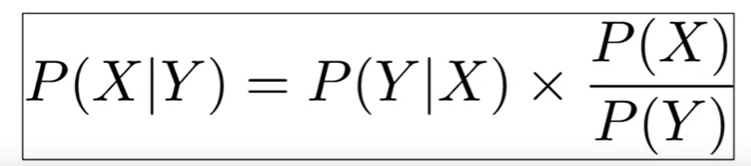 P(X|Y) = P(Y|X) × P(X)/P(Y)